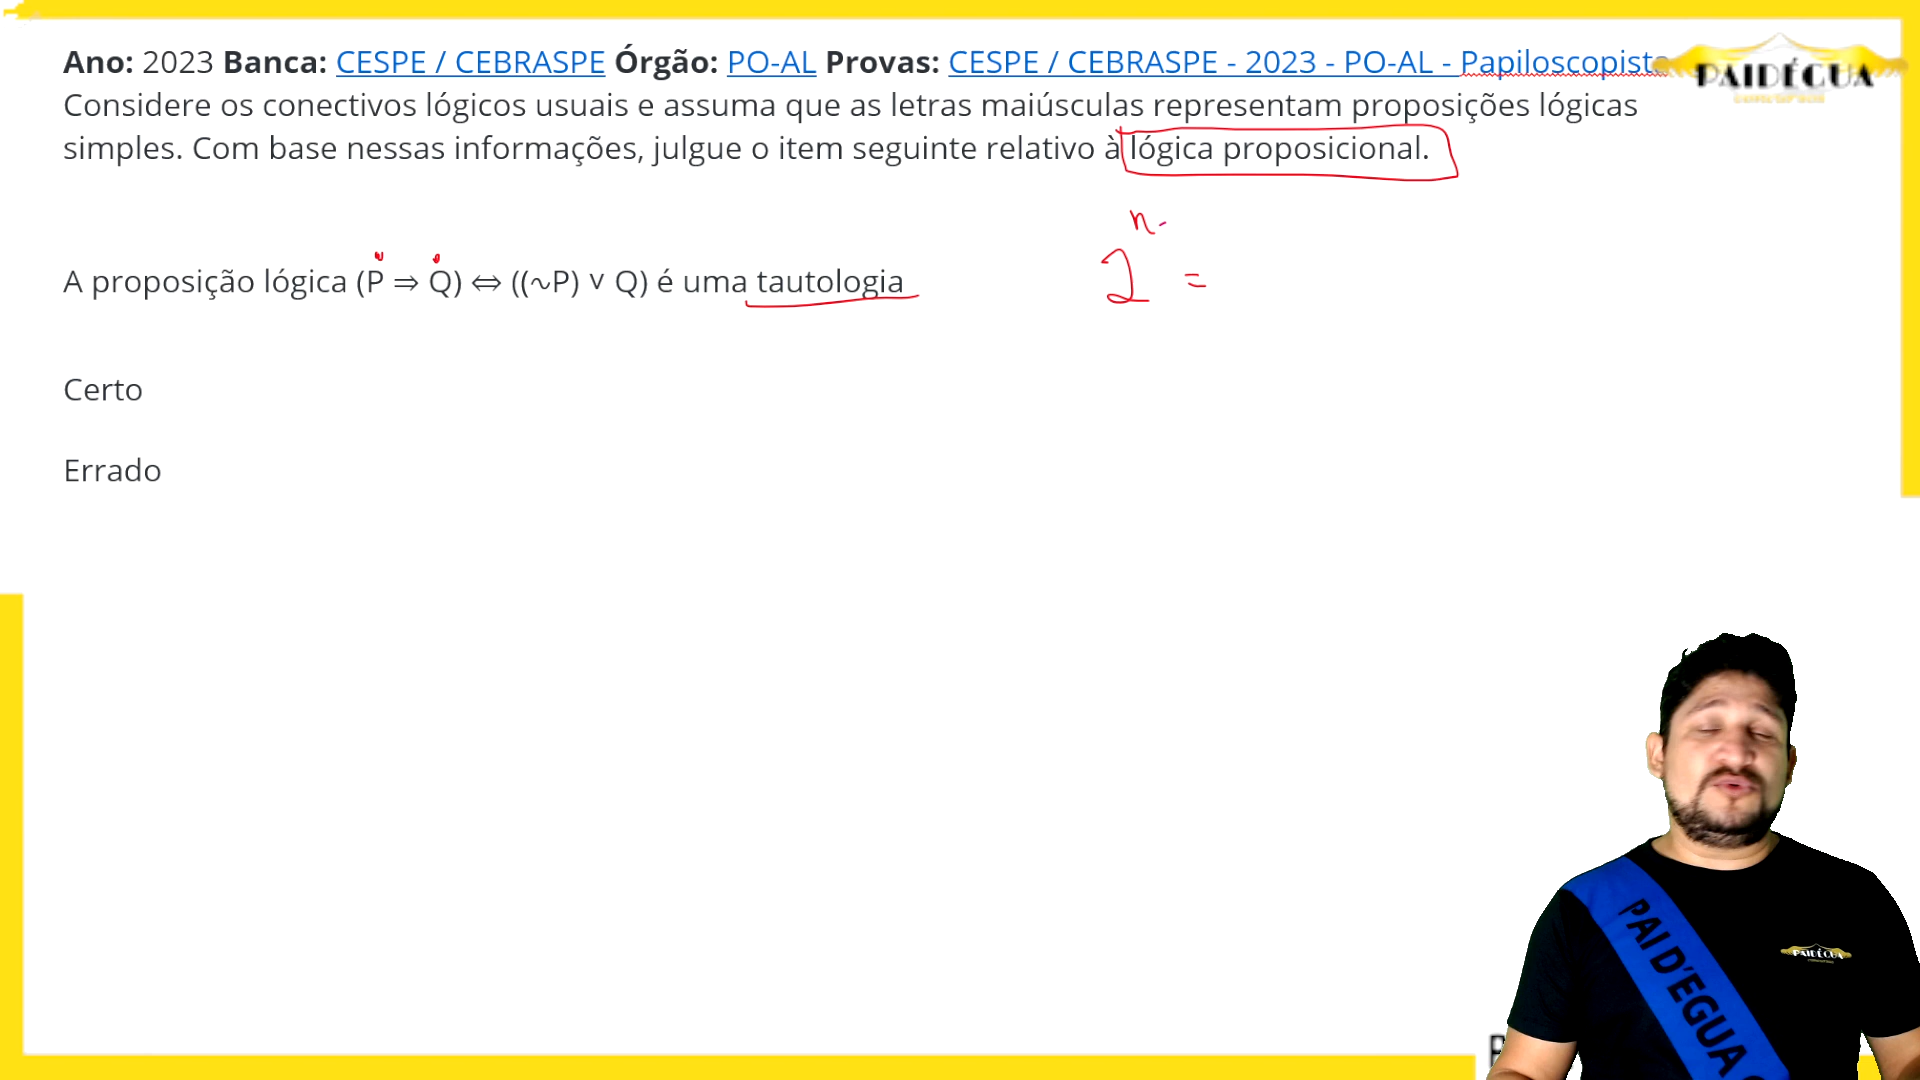 Ano: 2023 Banca: CESPE / CEBRASPE Órgão: PO-AL Provas: CESPE / CEBRASPE - 2023 - PO-AL - Papiloscopista
PAIDÉGUA
Considere os conectivos lógicos usuais e assuma que as letras maiúsculas representam proposições lógicas
simples. Com base nessas informações, julgue o item seguinte relativo à lógica proposicional.
n
2 =
A proposição lógica (P ⇒ Q) ⇔ ((~P) ∨ Q) é uma tautologia
Certo
Errado
PAI D'EGUA
PAIDÉGUA